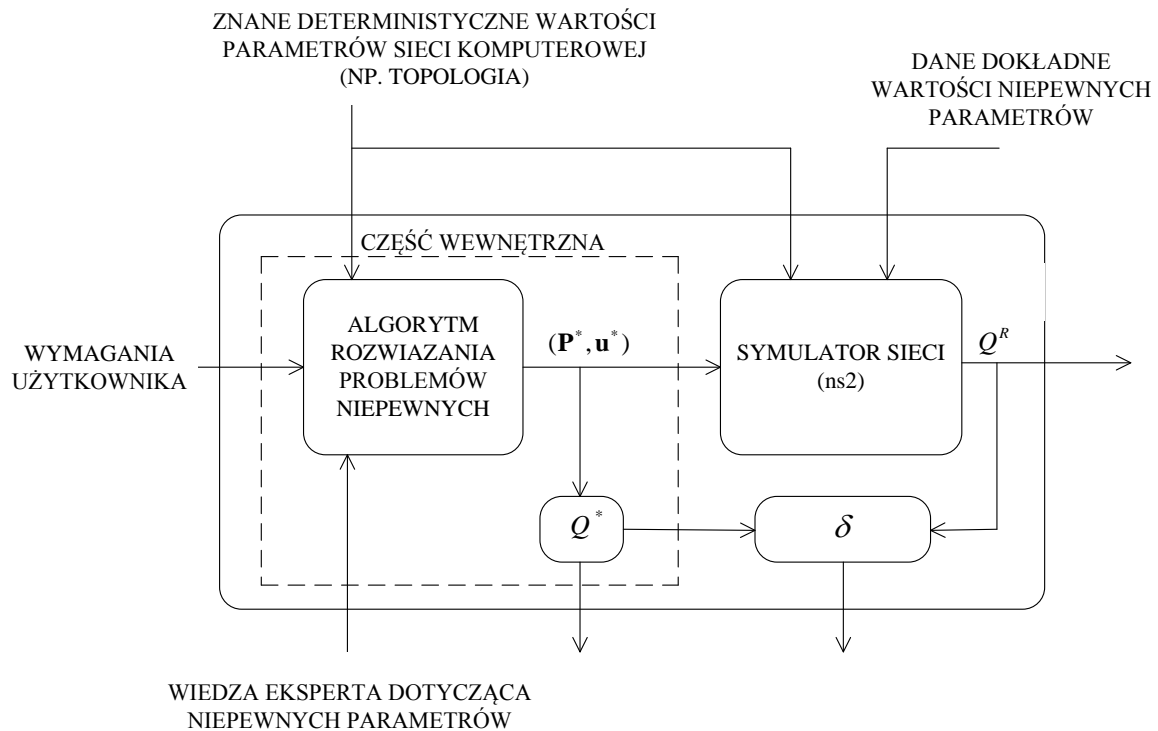 ZNANE DETERMINISTYCZNE WARTOŚCI
PARAMETRÓW SIECI KOMPUTEROWEJ
(NP. TOPOLOGIA)
DANE DOKŁADNE
WARTOŚCI NIEPEWNYCH
PARAMETRÓW
CZĘŚĆ WEWNĘTRZNA
WYMAGANIA
UŻYTKOWNIKA
ALGORYTM
ROZWIAZANIA
PROBLEMÓW
NIEPEWNYCH
(P*, u*)
SYMULATOR SIECI
(ns2)
Q^R
Q*
δ
WIEDZA EKSPERTA DOTYCZĄCA
NIEPEWNYCH PARAMETRÓW